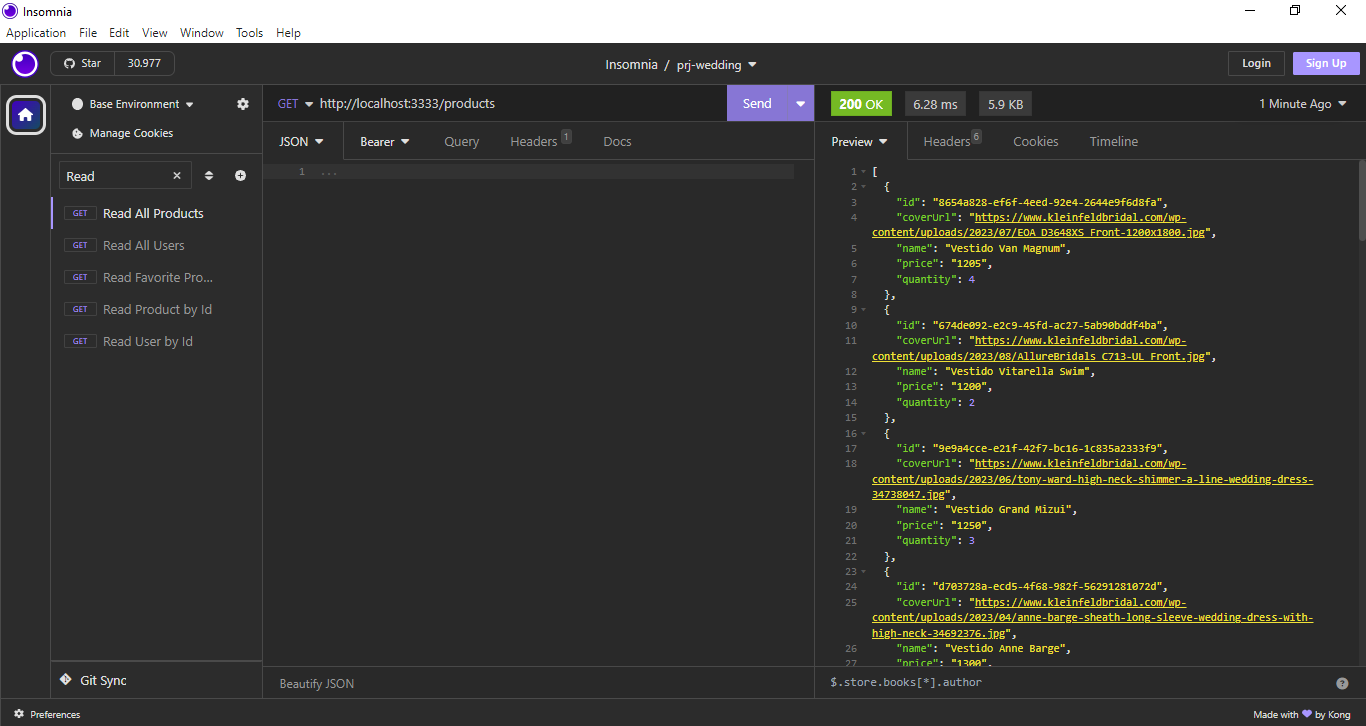 Insomnia
Application File Edit View Window Tools Help
Star 30.977
Insomnia / prj-wedding
Login Sign Up
Base Environment
Manage Cookies
Read
GET Read All Products
GET Read All Users
GET Read Favorite Pro...
GET Read Product by Id
GET Read User by Id
Git Sync
GET http://localhost:3333/products Send
JSON Bearer Query Headers 1 Docs
1 ...
Beautify JSON
200 OK 6.28 ms 5.9 KB 1 Minute Ago
Preview Headers 6 Cookies Timeline
1 [
2 {
3 "id": "8654a828-ef6f-4eed-92e4-2644e9f6d8fa",
4 "coverUrl": "https://www.kleinfeldbridal.com/wp-
content/uploads/2023/07/EOA_D3648XS_Front-1200x1800.jpg",
5 "name": "Vestido Van Magnum",
6 "price": "1205",
7 "quantity": 4
8 },
9 {
10 "id": "674de092-e2c9-45fd-ac27-5ab90bddf4ba",
11 "coverUrl": "https://www.kleinfeldbridal.com/wp-
content/uploads/2023/08/AllureBridals_C713-UL_Front.jpg",
12 "name": "Vestido Vitarella Swim",
13 "price": "1200",
14 "quantity": 2
15 },
16 {
17 "id": "9e9a4cce-e21f-42f7-bc16-1c835a2333f9",
18 "coverUrl": "https://www.kleinfeldbridal.com/wp-
content/uploads/2023/06/tony-ward-high-neck-shimmer-a-line-wedding-dress-
34738047.jpg",
19 "name": "Vestido Grand Mizui",
20 "price": "1250",
21 "quantity": 3
22 },
23 {
24 "id": "d703728a-ecd5-4f68-982f-56291281072d",
25 "coverUrl": "https://www.kleinfeldbridal.com/wp-
content/uploads/2023/04/anne-barge-sheath-long-sleeve-wedding-dress-with-
high-neck-34692376.jpg",
26 "name": "Vestido Anne Barge",
27 "price": "1300",
$.store.books[*].author
Preferences
Made with by Kong